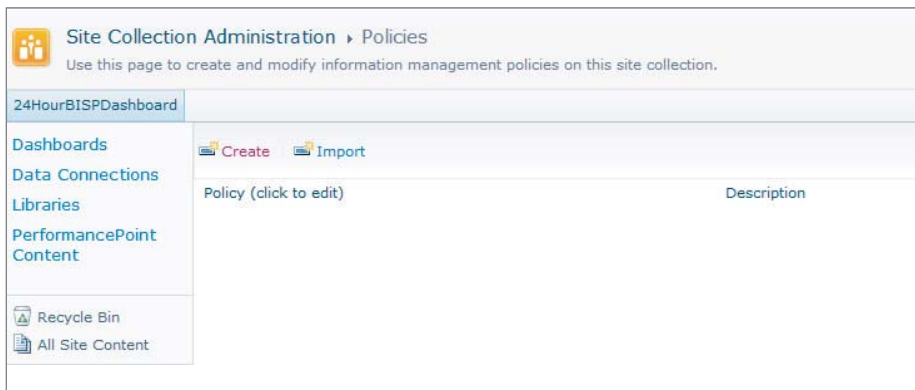 Site Collection Administration ▸ Policies
Use this page to create and modify information management policies on this site collection.
24HourBISPDashboard
Dashboards
Data Connections
Libraries
PerformancePoint
Content
Recycle Bin
All Site Content
Create Import
Policy (click to edit) Description